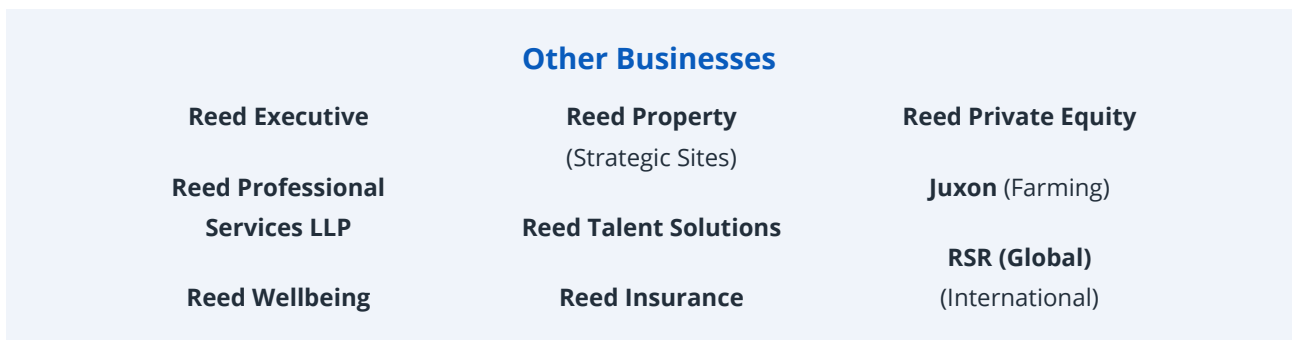 Other Businesses
Reed Executive
Reed Professional
Services LLP
Reed Wellbeing
Reed Property
(Strategic Sites)
Reed Talent Solutions
Reed Insurance
Reed Private Equity
Juxon (Farming)
RSR (Global)
(International)